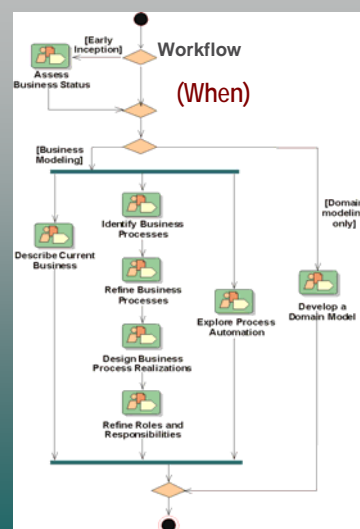 [Early
Inception]
Workflow
Assess
Business Status
(When)
[Business
Modeling]
[Domain
modeling
only]
Identify Business
Processes
Describe Current
Business
Refine Business
Processes
Explore Process
Automation
Develop a
Domain Model
Design Business
Process Realizations
Refine Roles and
Responsibilities